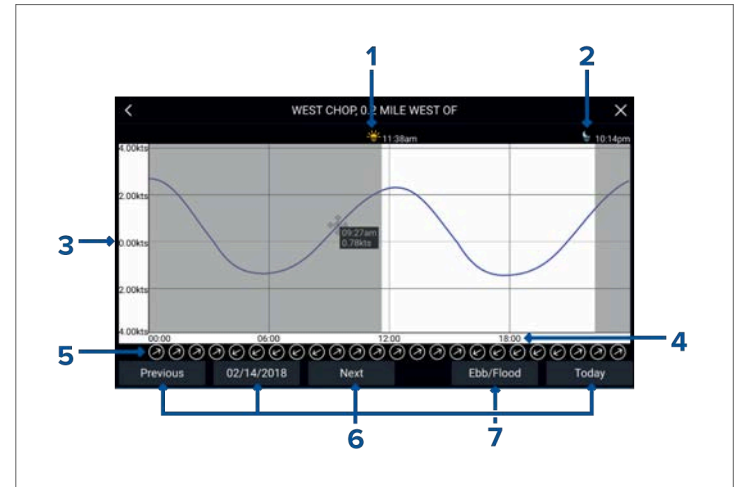 1
2
WEST CHOP, 0.2 MILE WEST OF
11:38am
10:14pm
4.00kts
2.00kts
09:27am
0.78kts
3
0.00kts
2.00kts
4.00kts
00:00
06:00
12:00
18:00
4
5
Previous
02/14/2018
Next
Ebb/Flood
Today
6
7